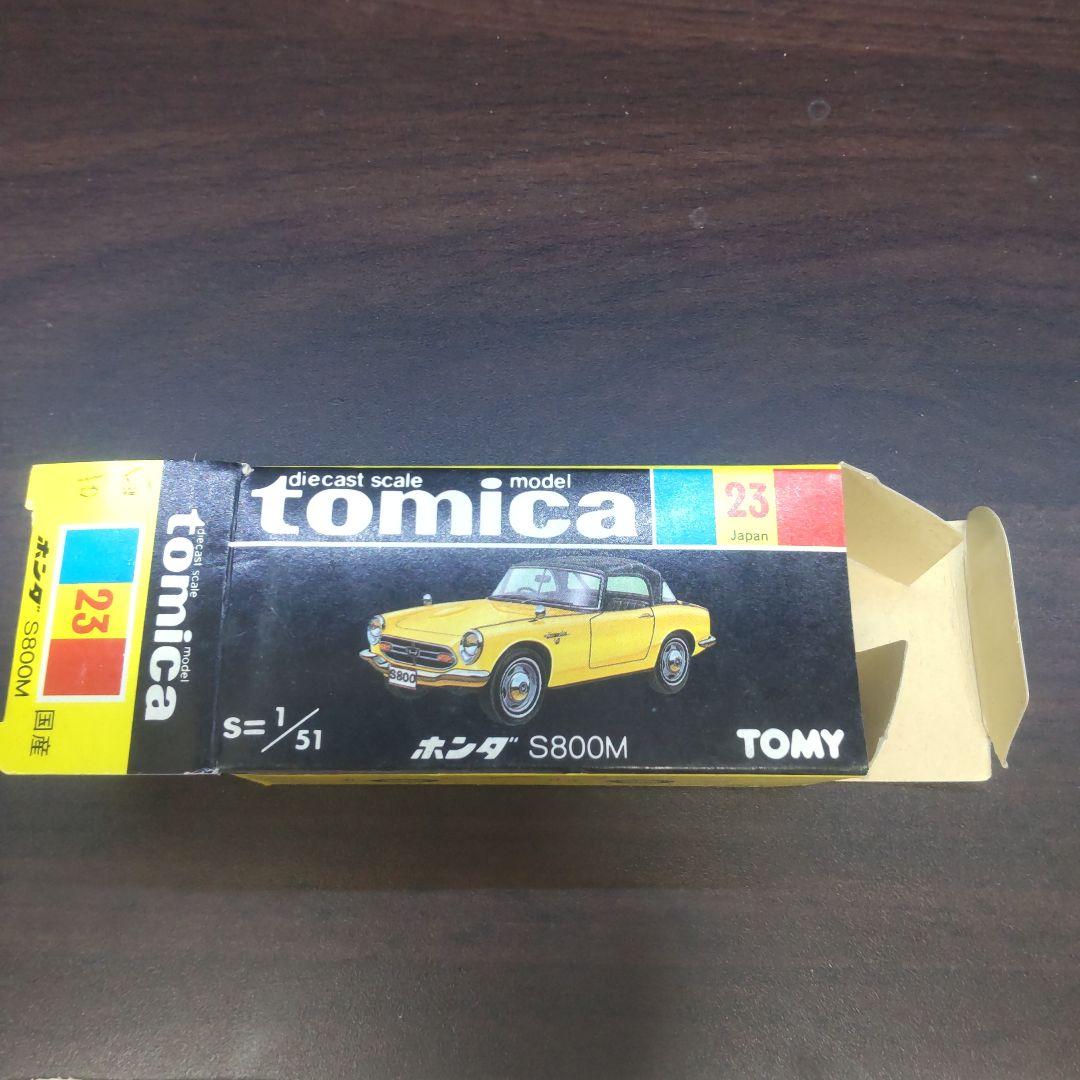 diecast scale model
tomica
23
Japan
S800
S=1/51
ホンダ S800M
TOMY
diecast scale model
tomica
23
ホンダ S800M 国産